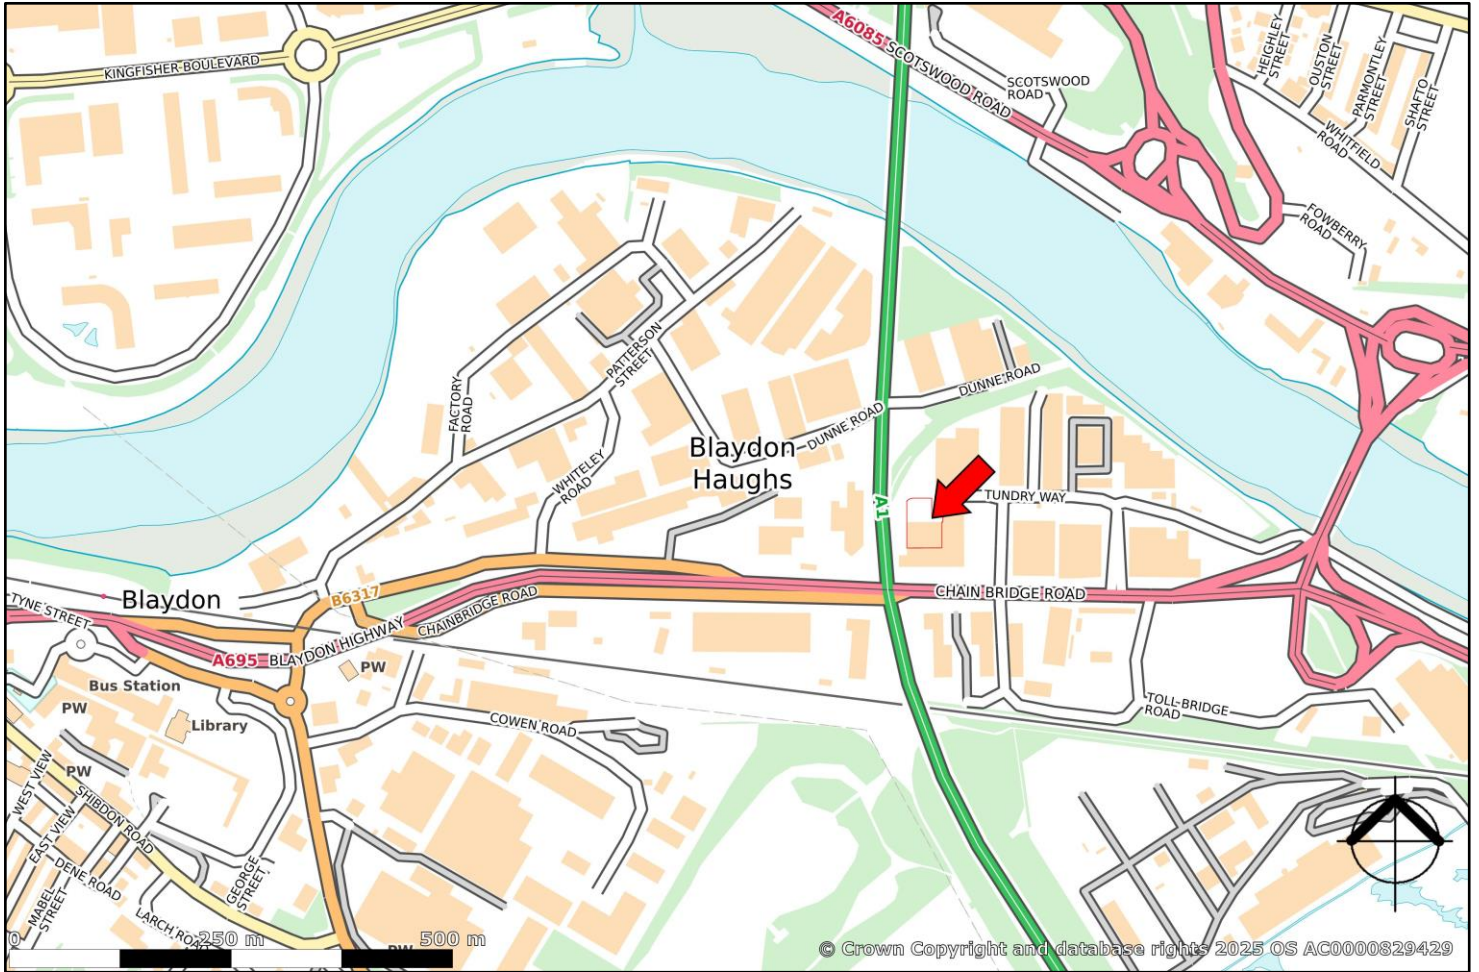 A6085
SCOTSWOOD ROAD
KINGFISHER BOULEVARD
SCOTSWOOD
ROAD
HEIGHLEY
STREET
OUSTON
STREET
PARMONTLEY
STREET
SHAFTO
STREET
WHITFIELD
ROAD
FOWBERRY
ROAD
PATTERSON
STREET
FACTORY
ROAD
DUNNE ROAD
DUNNE ROAD
Blaydon
Haughs
WHITELEY
ROAD
A1
TUNDRY WAY
Blaydon
B6317
CHAINBRIDGE ROAD
CHAIN BRIDGE ROAD
TYNE STREET
A695
BLAYDON HIGHWAY
PW
Bus Station
PW
Library
COWEN ROAD
TOLL-BRIDGE
ROAD
PW
WEST VIEW
SHIBDON ROAD
EAST VIEW
DENE ROAD
GEORGE
STREET
MABEL
STREET
LARCH ROAD
PW
0
250 m
500 m
© Crown Copyright and database rights 2025 OS AC0000829429